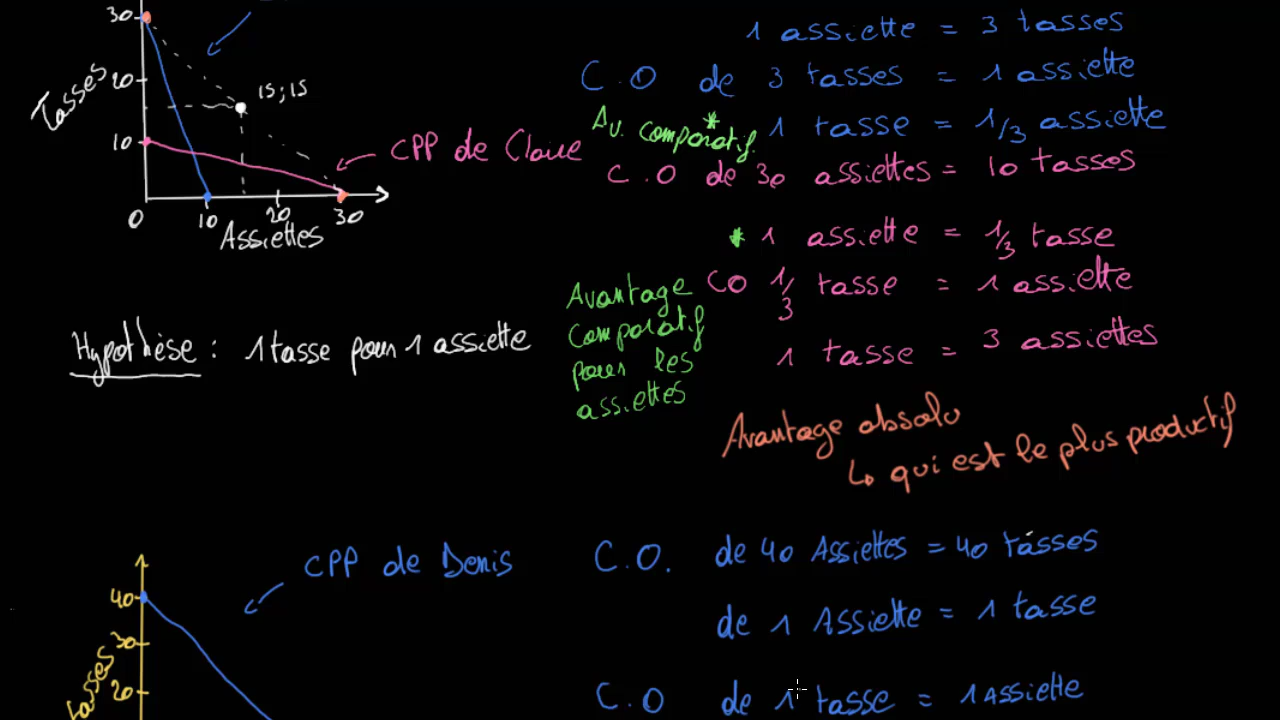 30
20
10
0
10
20
30
Tasses
Assiettes
15;15
CPP de Claire
1 assiette = 3 tasses
C.O de 3 tasses = 1 assiette
Av. comparatif.
* 1 tasse = 1/3 assiette
C.O de 30 assiettes = 10 tasses
* 1 assiette = 1/3 tasse
CO 1/3 tasse = 1 assiette
1 tasse = 3 assiettes
Avantage
comparatif
pour les
assiettes
Hypothèse : 1 tasse pour 1 assiette
Avantage absolu
↳ qui est le plus productif
CPP de Denis
40
30
20
Tasses
C.O. de 40 Assiettes = 40 tasses
de 1 Assiette = 1 tasse
C.O de 1 tasse = 1 Assiette